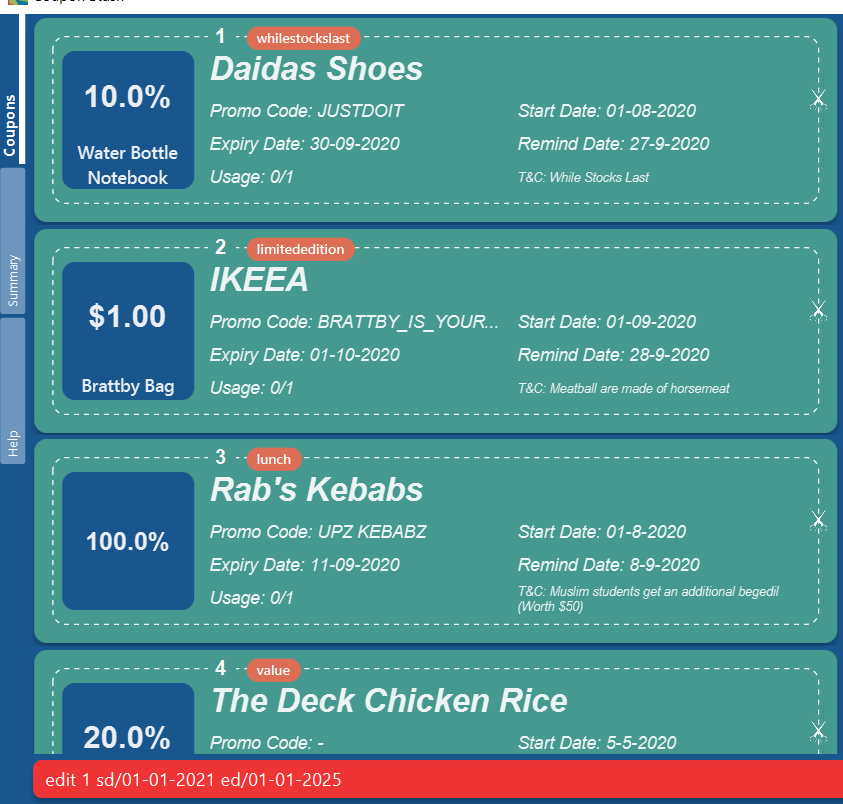 1 whilestockslast
Daidas Shoes
10.0%
Water Bottle
Notebook
Promo Code: JUSTDOIT Start Date: 01-08-2020
Expiry Date: 30-09-2020 Remind Date: 27-9-2020
Usage: 0/1 T&C: While Stocks Last
2 limitededition
IKEEA
$1.00
Brattby Bag
Promo Code: BRATTBY_IS_YOUR... Start Date: 01-09-2020
Expiry Date: 01-10-2020 Remind Date: 28-9-2020
Usage: 0/1 T&C: Meatball are made of horsemeat
3 lunch
Rab's Kebabs
100.0%
Promo Code: UPZ KEBABZ Start Date: 01-8-2020
Expiry Date: 11-09-2020 Remind Date: 8-9-2020
Usage: 0/1 T&C: Muslim students get an additional begedil
(Worth $50)
4 value
The Deck Chicken Rice
20.0%
Promo Code: - Start Date: 5-5-2020
Coupons
Summary
Help
edit 1 sd/01-01-2021 ed/01-01-2025